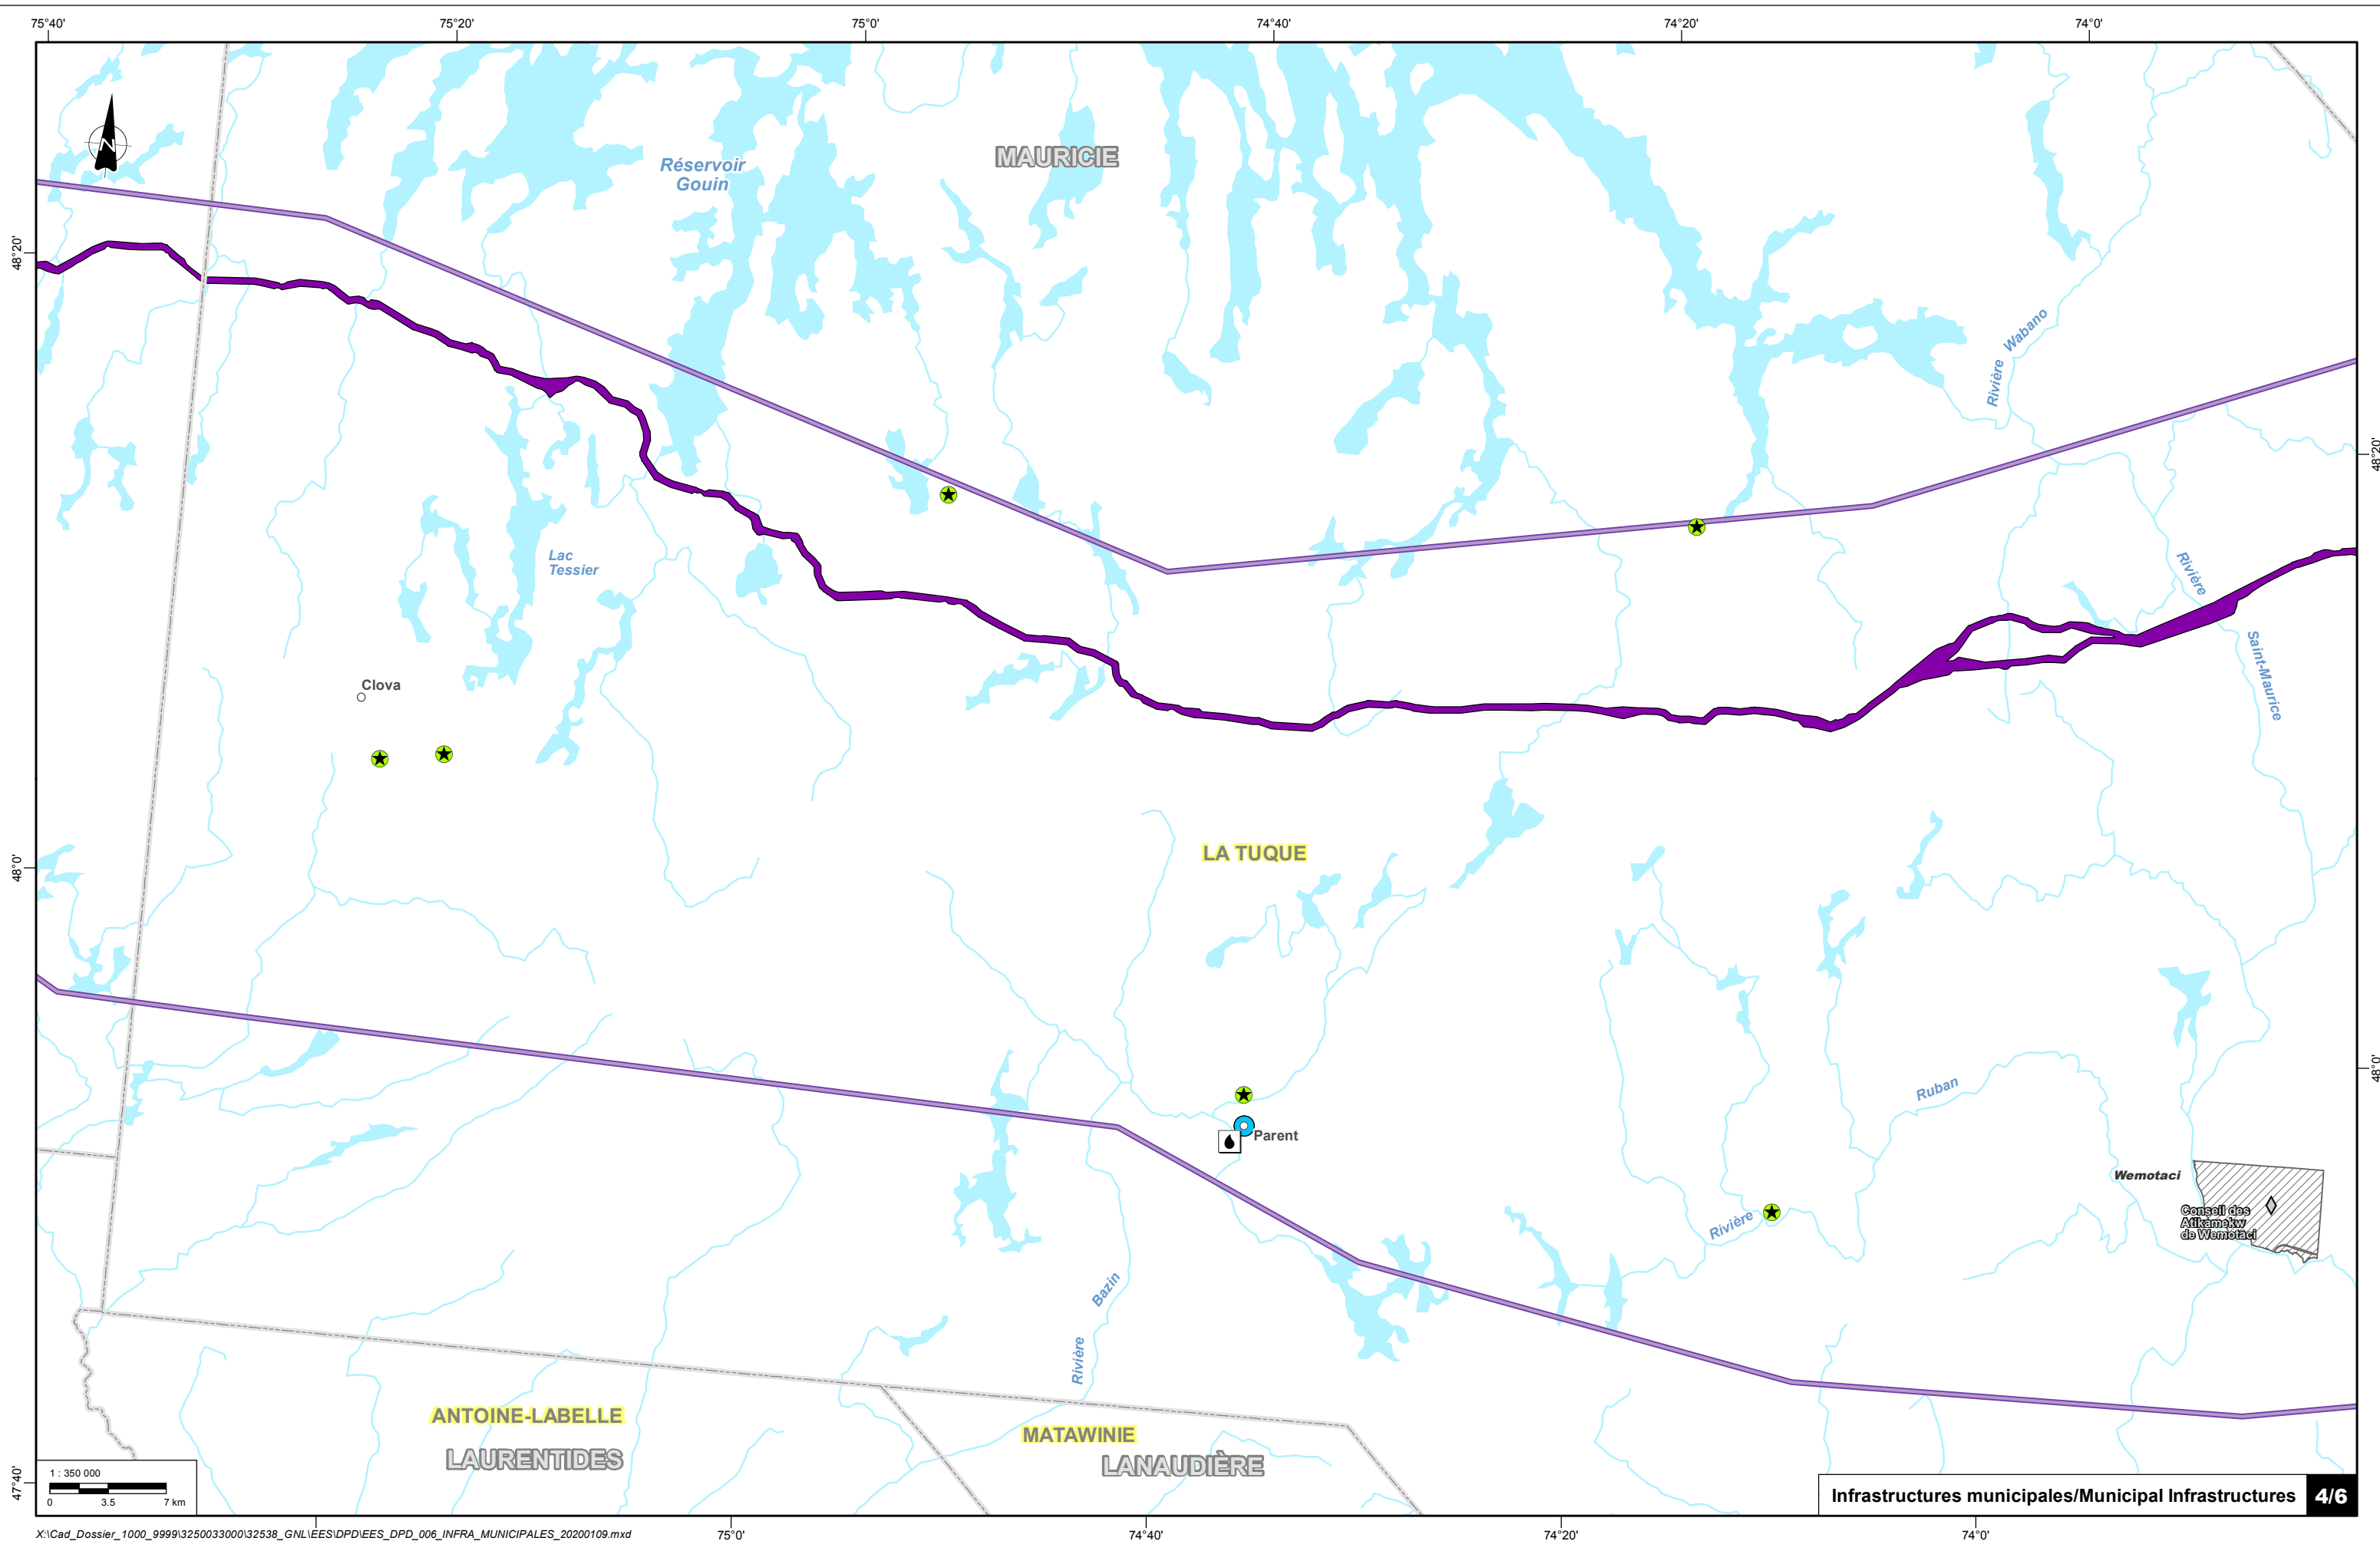 75°40'
75°20'
75°0'
74°40'
74°20'
74°0'
N
MAURICIE
Réservoir
Gouin
48°20'
Rivière Wabano
48°20'
Lac
Tessier
Rivière
Saint-Maurice
Clova
LA TUQUE
48°0'
48°0'
Ruban
Parent
Wemotaci
Conseil des
Atikamekw
de Wemotaci
Rivière
Bazin
Rivière
ANTOINE-LABELLE
MATAWINIE
LAURENTIDES
LANAUDIÈRE
47°40'
1 : 350 000
0 3.5 7 km
Infrastructures municipales/Municipal Infrastructures 4/6
X:\Cad_Dossier_1000_9999\3250033000\32538_GNL\EES\DPD\EES_DPD_006_INFRA_MUNICIPALES_20200109.mxd
75°0'
74°40'
74°20'
74°0'